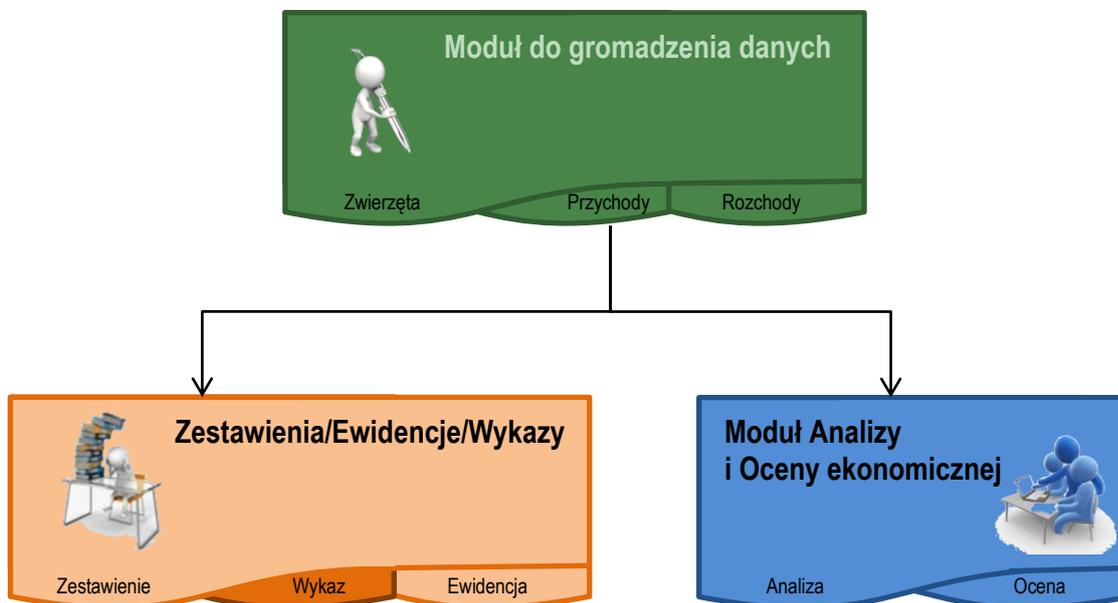 Moduł do gromadzenia danych
Zwierzęta
Przychody
Rozchody
Zestawienia/Ewidencje/Wykazy
Zestawienie
Wykaz
Ewidencja
Moduł Analizy
i Oceny ekonomicznej
Analiza
Ocena